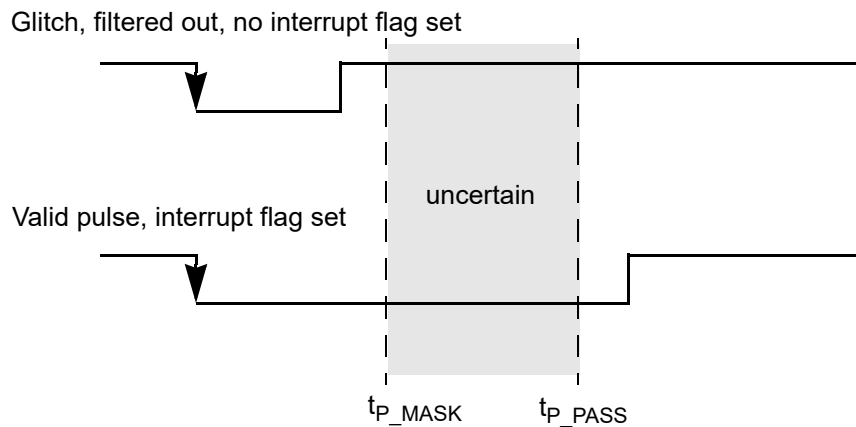 Glitch, filtered out, no interrupt flag set
uncertain
Valid pulse, interrupt flag set
tP_MASK tP_PASS